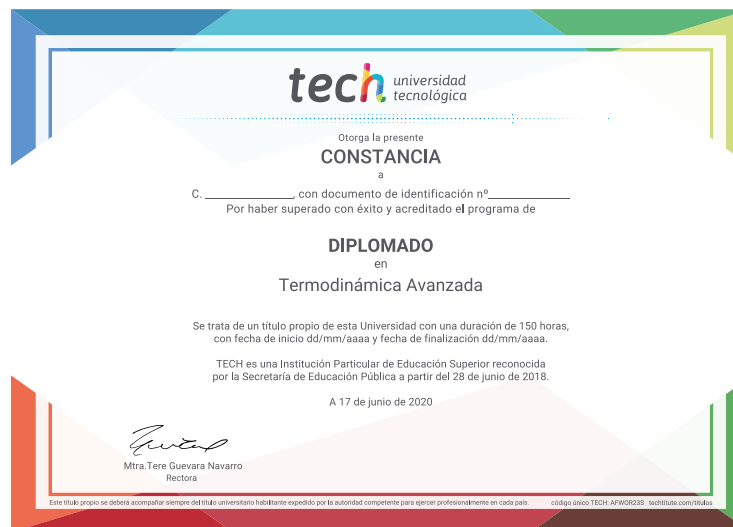 tech universidad
tecnológica
Otorga la presente
CONSTANCIA
a
C. ______________, con documento de identificación nº______________
Por haber superado con éxito y acreditado el programa de
DIPLOMADO
en
Termodinámica Avanzada
Se trata de un título propio de esta Universidad con una duración de 150 horas,
con fecha de inicio dd/mm/aaaa y fecha de finalización dd/mm/aaaa.
TECH es una Institución Particular de Educación Superior reconocida
por la Secretaría de Educación Pública a partir del 28 de junio de 2018.
A 17 de junio de 2020
Mtra.Tere Guevara Navarro
Rectora
Este título propio se deberá acompañar siempre del título universitario habilitante expedido por la autoridad competente para ejercer profesionalmente en cada país. código único TECH: AFWOR23S techtitute.com/titulos